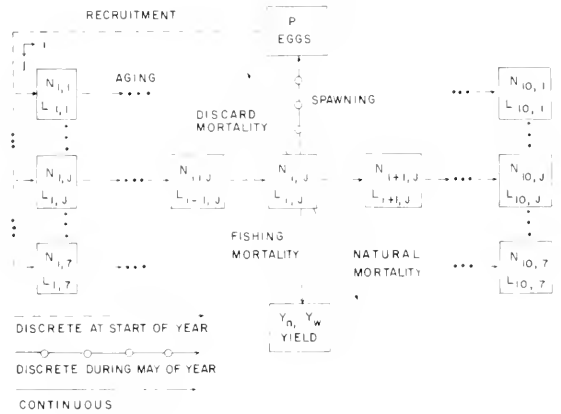 RECRUITMENT
P
EGGS
I
J
AGING
N1,1
L1,1
SPAWNING
N10,1
L10,1
DISCARD
MORTALITY
N1,J
L1,J
Ni-1,J
Li-1,J
Ni,J
Li,J
Ni+1,J
Li+1,J
N10,J
L10,J
FISHING
MORTALITY
NATURAL
MORTALITY
N1,7
L1,7
N10,7
L10,7
Yn, Yw
YIELD
DISCRETE AT START OF YEAR
DISCRETE DURING MAY OF YEAR
CONTINUOUS